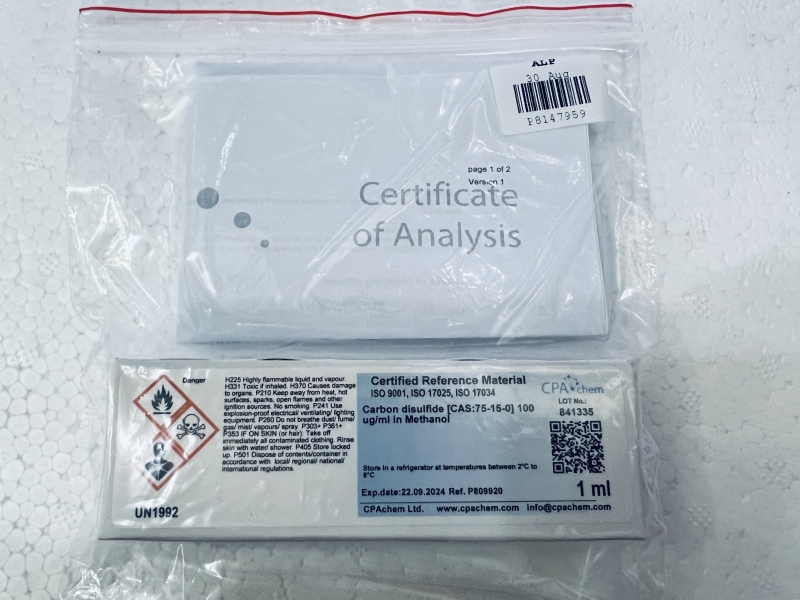 ALP
30 Aug
P8147959
page 1 of 2
Version 1
Certificate
of Analysis
Danger
H225 Highly flammable liquid and vapour.
H331 Toxic if inhaled. H370 Causes damage
to organs. P210 Keep away from heat, hot
surfaces, sparks, open flames and other
ignition sources. No smoking. P241 Use
explosion-proof electrical/ ventilating/ lighting
equipment. P260 Do not breathe dust/ fume/
gas/ mist/ vapours/ spray. P303+ P361+
P353 IF ON SKIN (or hair): Take off
immediately all contaminated clothing. Rinse
skin with water/ shower. P405 Store locked
up. P501 Dispose of contents/container in
accordance with local/ regional/ national/
international regulations.
UN1992
Certified Reference Material
ISO 9001, ISO 17025, ISO 17034
Carbon disulfide [CAS:75-15-0] 100
ug/ml in Methanol
Store in a refrigerator at temperatures between 2°C to
8°C
Exp.date:22.09.2024 Ref. P809920
CPAchem Ltd. www.cpachem.com info@cpachem.com
CPAchem
LOT No.:
841335
1 ml